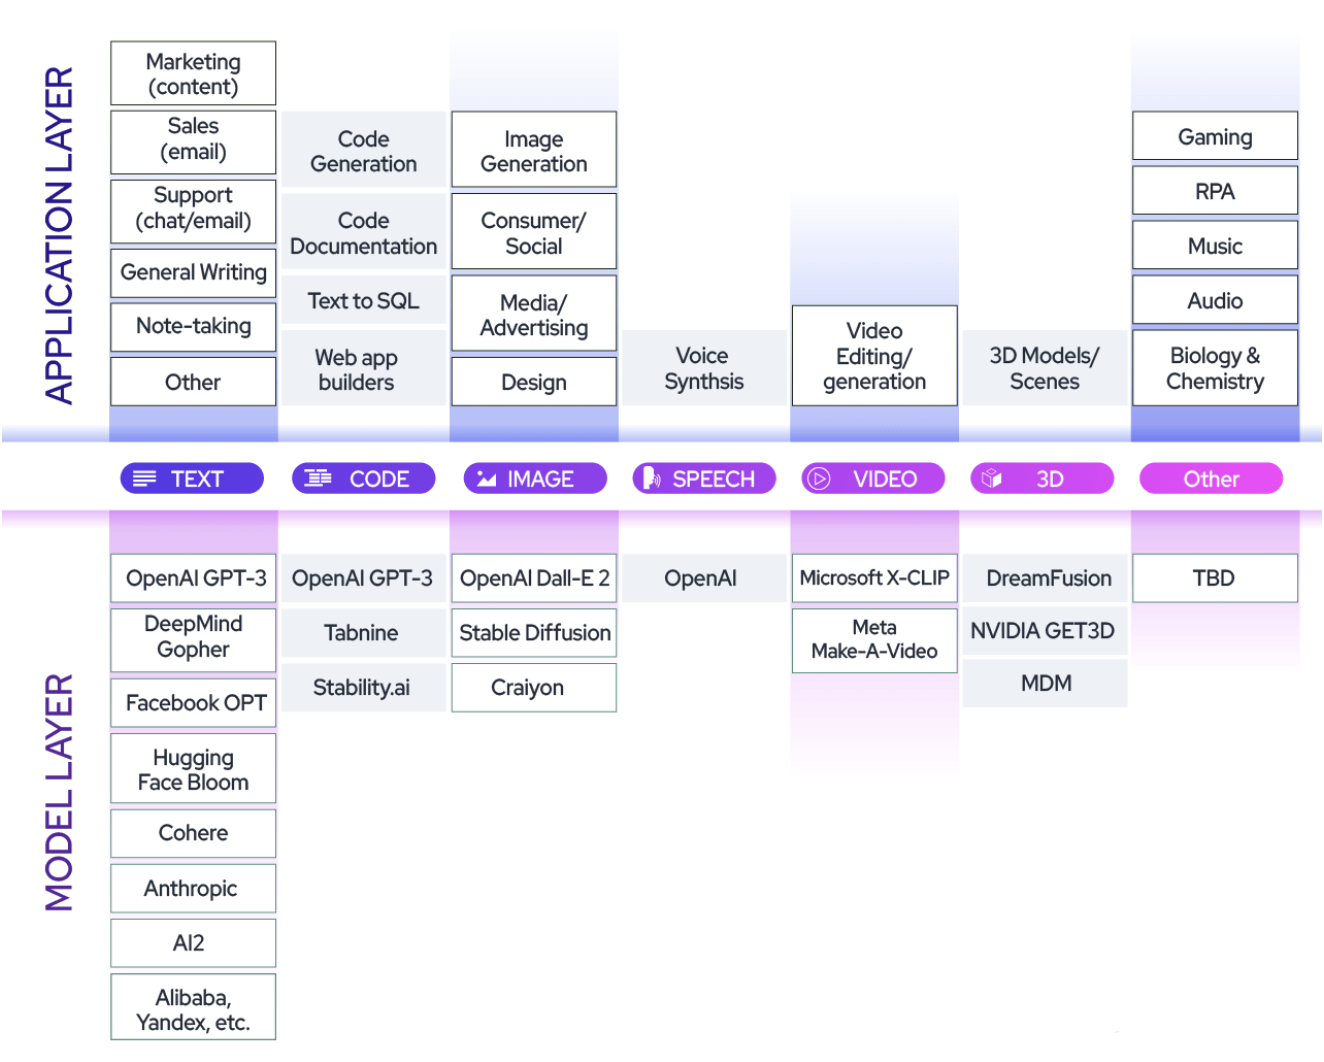 APPLICATION LAYER
Marketing
(content)
Sales
(email)
Support
(chat/email)
General Writing
Note-taking
Other
Code
Generation
Code
Documentation
Text to SQL
Web app
builders
Image
Generation
Consumer/
Social
Media/
Advertising
Design
Voice
Synthsis
Video
Editing/
generation
3D Models/
Scenes
Gaming
RPA
Music
Audio
Biology &
Chemistry
TEXT
CODE
IMAGE
SPEECH
VIDEO
3D
Other
MODEL LAYER
OpenAI GPT-3
DeepMind
Gopher
Facebook OPT
Hugging
Face Bloom
Cohere
Anthropic
AI2
Alibaba,
Yandex, etc.
OpenAI GPT-3
Tabnine
Stability.ai
OpenAI Dall-E 2
Stable Diffusion
Craiyon
OpenAI
Microsoft X-CLIP
Meta
Make-A-Video
DreamFusion
NVIDIA GET3D
MDM
TBD